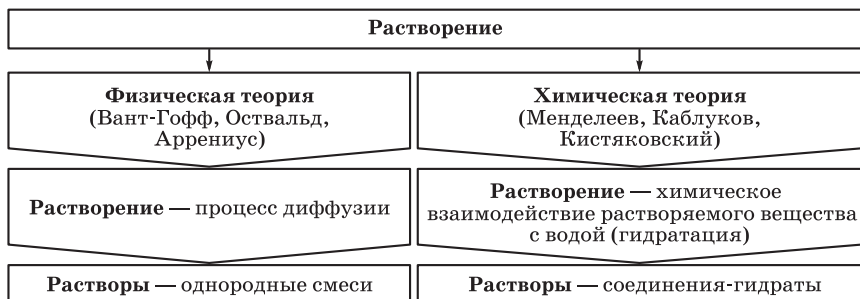 Растворение
Физическая теория
(Вант-Гофф, Оствальд,
Аррениус)
Химическая теория
(Менделеев, Каблуков,
Кистяковский)
Растворение — процесс диффузии
Растворение — химическое
взаимодействие растворяемого вещества
с водой (гидратация)
Растворы — однородные смеси
Растворы — соединения-гидраты